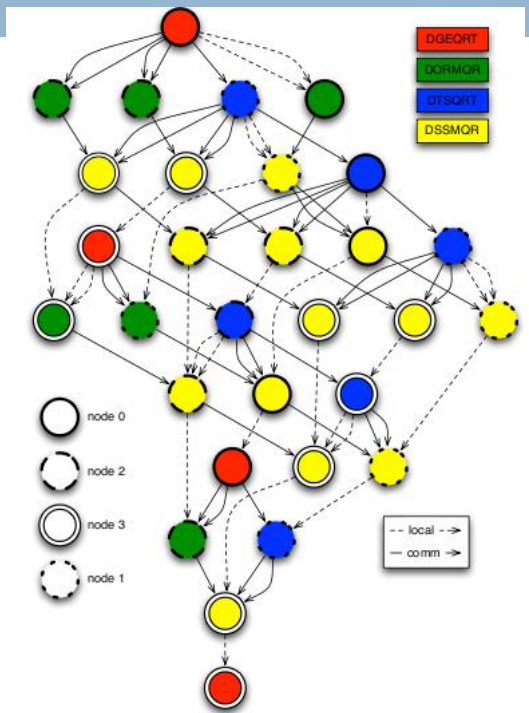 DGEQRT
DORMQR
DTSQRT
DSSMQR
node 0
node 2
node 3
node 1
local
comm